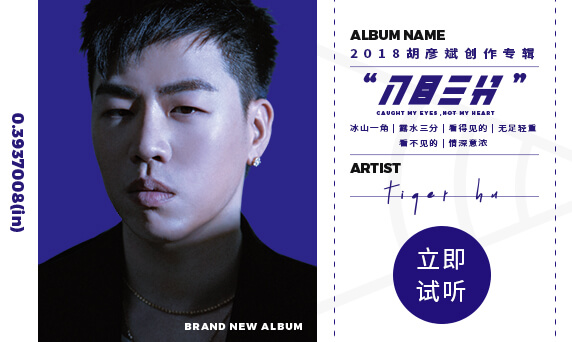 0.3937008(in)
BRAND NEW ALBUM
ALBUM NAME
2018胡彦斌创作专辑
“入目三分”
CAUGHT MY EYES , NOT MY HEART
冰山一角｜露水三分｜看得见的｜无足轻重
看不见的｜情深意浓
ARTIST
tiger hu
立即
试听